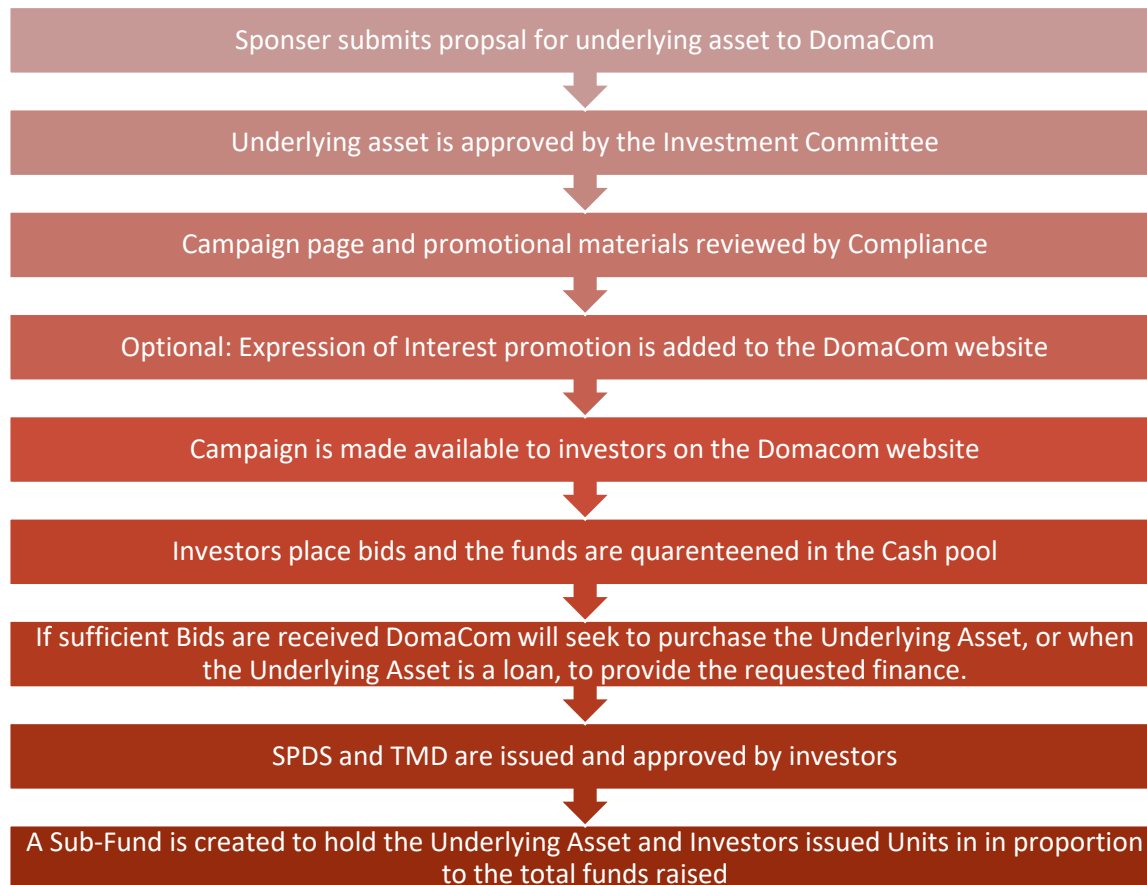 Sponser submits propsal for underlying asset to DomaCom
Underlying asset is approved by the Investment Committee
Campaign page and promotional materials reviewed by Compliance
Optional: Expression of Interest promotion is added to the DomaCom website
Campaign is made available to investors on the Domacom website
Investors place bids and the funds are quarenteened in the Cash pool
If sufficient Bids are received DomaCom will seek to purchase the Underlying Asset, or when
the Underlying Asset is a loan, to provide the requested finance.
SPDS and TMD are issued and approved by investors
A Sub-Fund is created to hold the Underlying Asset and Investors issued Units in in proportion
to the total funds raised